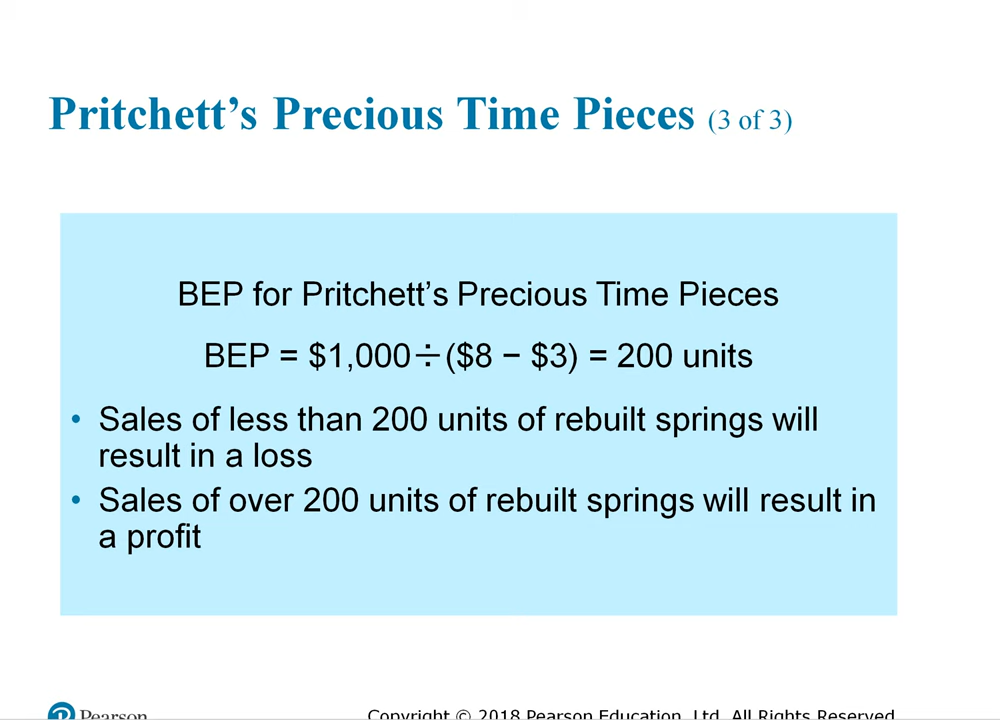 Pritchett’s Precious Time Pieces (3 of 3)
BEP for Pritchett’s Precious Time Pieces
BEP = $1,000÷($8 − $3) = 200 units
• Sales of less than 200 units of rebuilt springs will
result in a loss
• Sales of over 200 units of rebuilt springs will result in
a profit
Pearson
Copyright © 2018 Pearson Education, Ltd. All Rights Reserved